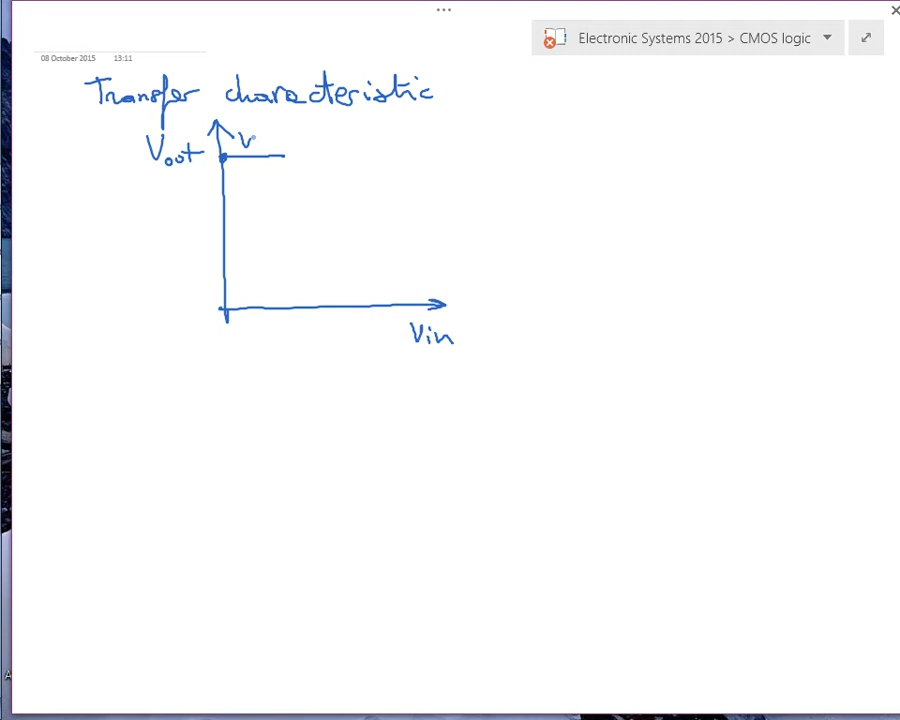 Electronic Systems 2015 > CMOS logic
08 October 2015 13:11
Transfer characteristic
V
Vout
Vin